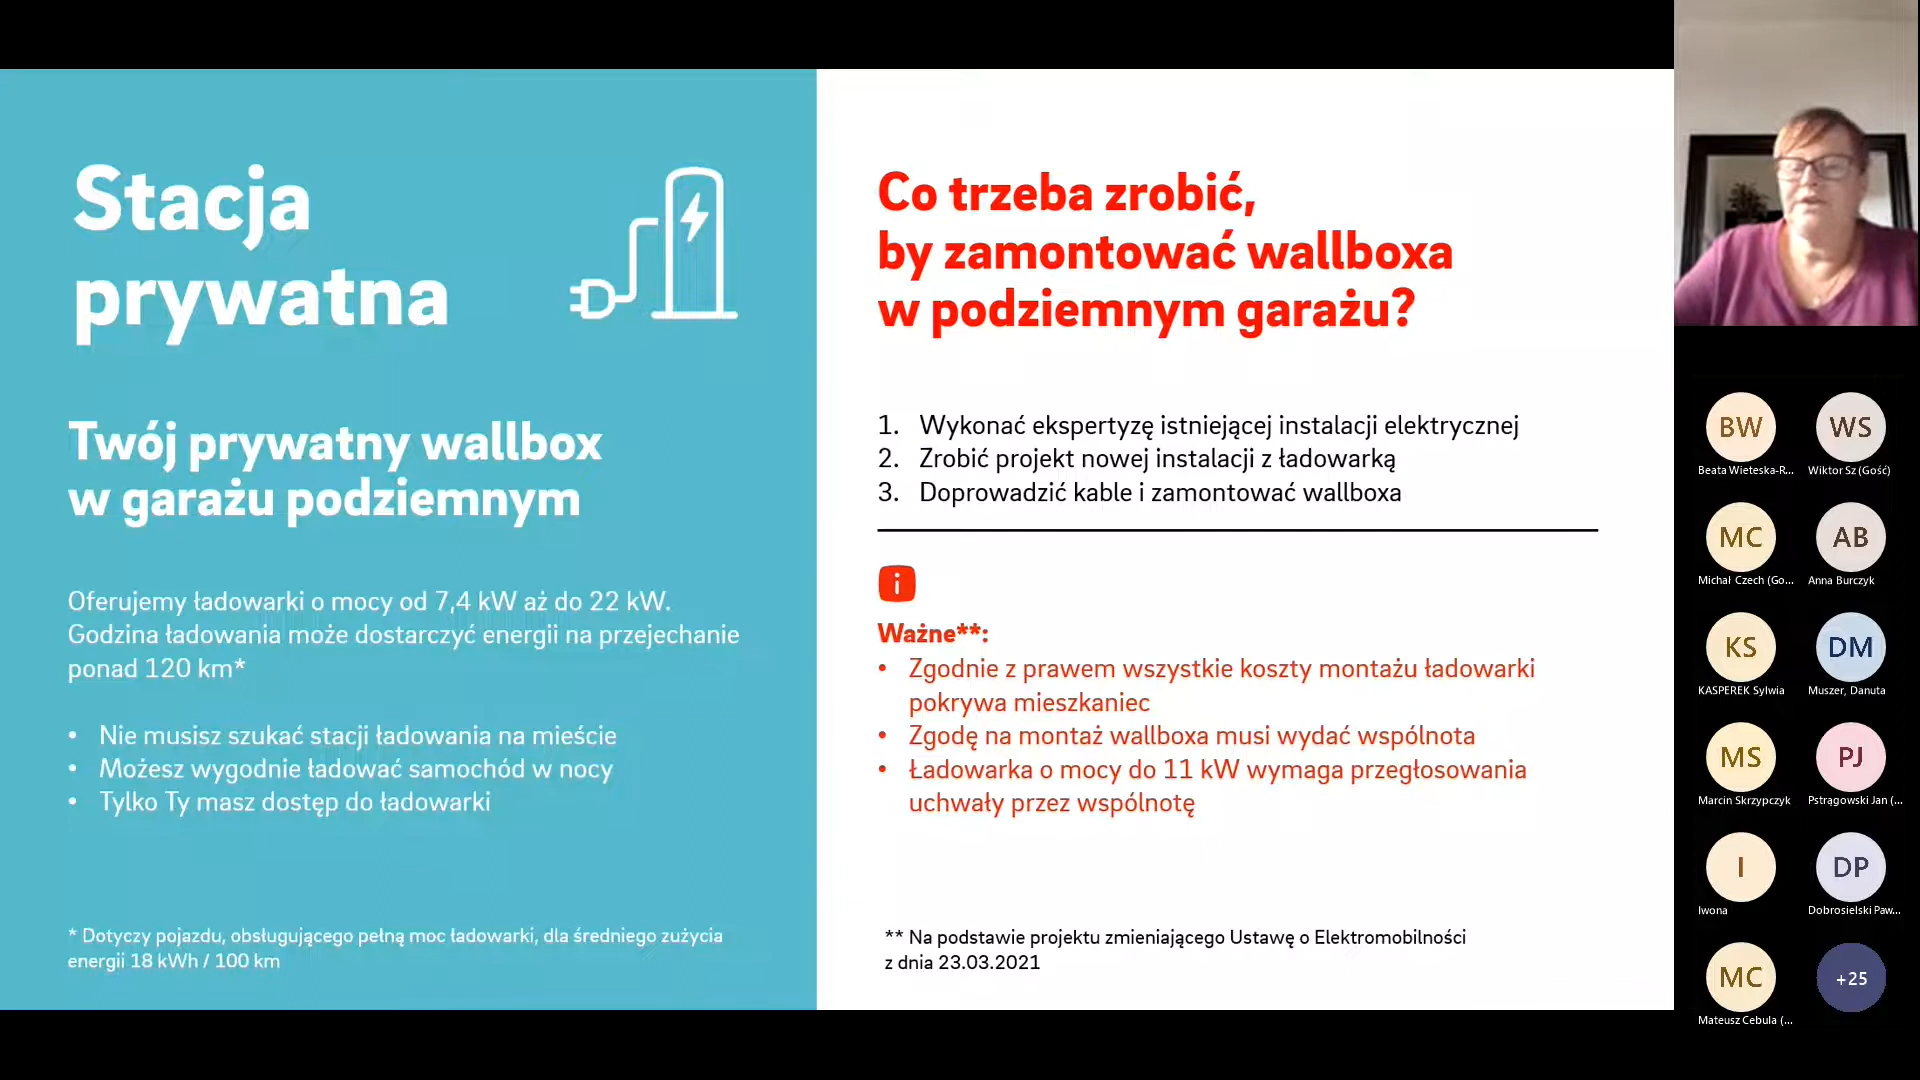 Stacja
prywatna
Twój prywatny wallbox
w garażu podziemnym
Oferujemy ładowarki o mocy od 7,4 kW aż do 22 kW.
Godzina ładowania może dostarczyć energii na przejechanie
ponad 120 km*
• Nie musisz szukać stacji ładowania na mieście
• Możesz wygodnie ładować samochód w nocy
• Tylko Ty masz dostęp do ładowarki
* Dotyczy pojazdu, obsługującego pełną moc ładowarki, dla średniego zużycia
energii 18 kWh / 100 km
Co trzeba zrobić,
by zamontować wallboxa
w podziemnym garażu?
1. Wykonać ekspertyzę istniejącej instalacji elektrycznej
2. Zrobić projekt nowej instalacji z ładowarką
3. Doprowadzić kable i zamontować wallboxa
i
Ważne**:
• Zgodnie z prawem wszystkie koszty montażu ładowarki
pokrywa mieszkaniec
• Zgodę na montaż wallboxa musi wydać wspólnota
• Ładowarka o mocy do 11 kW wymaga przegłosowania
uchwały przez wspólnotę
** Na podstawie projektu zmieniającego Ustawę o Elektromobilności
z dnia 23.03.2021
BW WS
Beata Wieteska-R... Wiktor Sz (Gość)
MC AB
Michał Czech (Go... Anna Burczyk
KS DM
KASPEREK Sylwia Muszer, Danuta
MS PJ
Marcin Skrzypczyk Pstrągowski Jan (...
I DP
Iwona Dobrosielski Paw...
MC +25
Mateusz Cebula (...